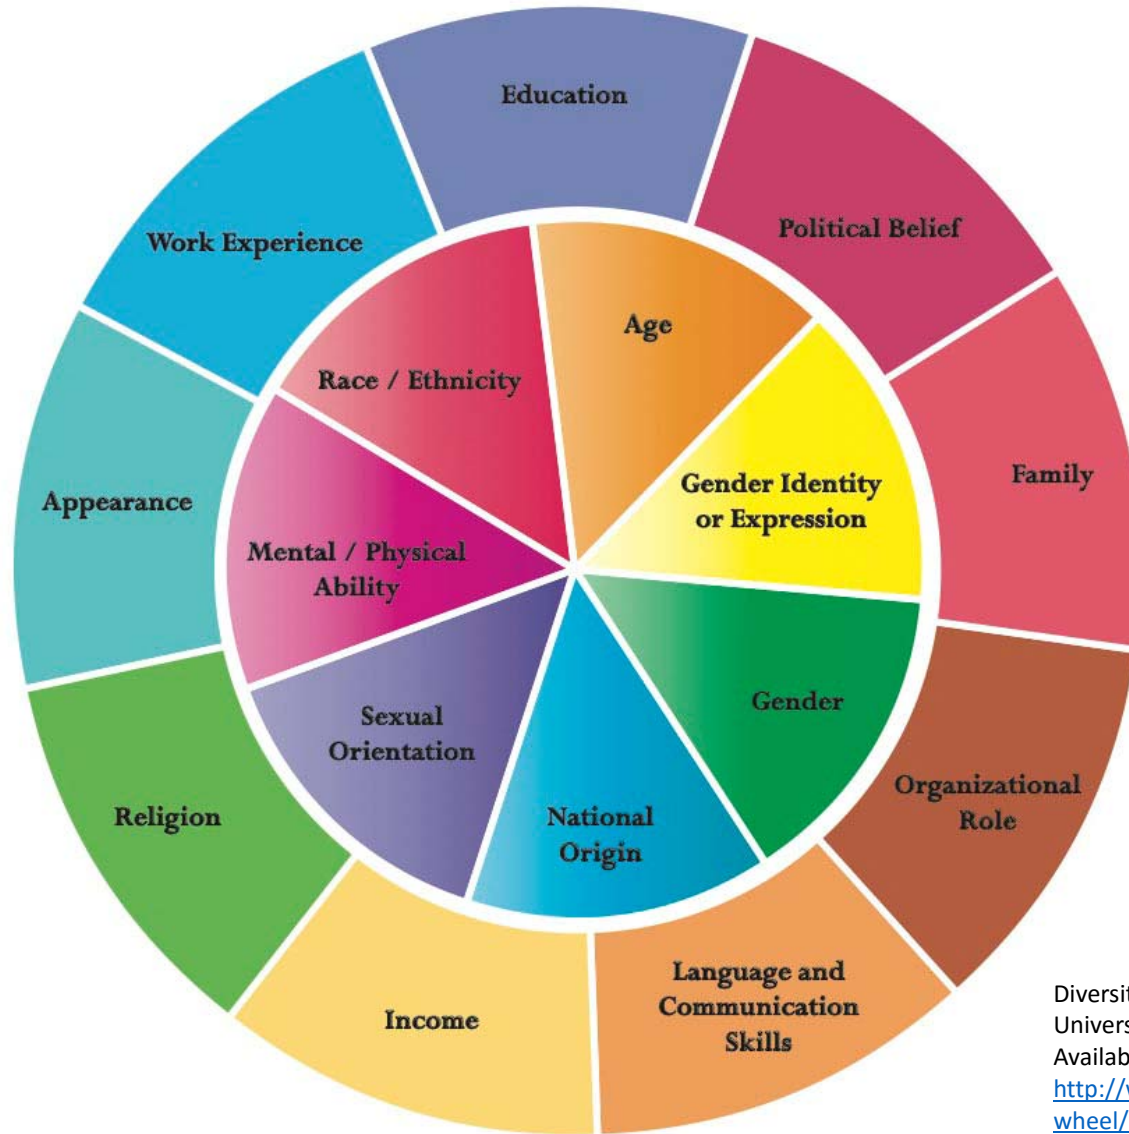 Education
Political Belief
Family
Organizational
Role
Language and
Communication
Skills
Income
Religion
Appearance
Work Experience
Age
Gender Identity
or Expression
Gender
National
Origin
Sexual
Orientation
Mental / Physical
Ability
Race / Ethnicity
wheel/